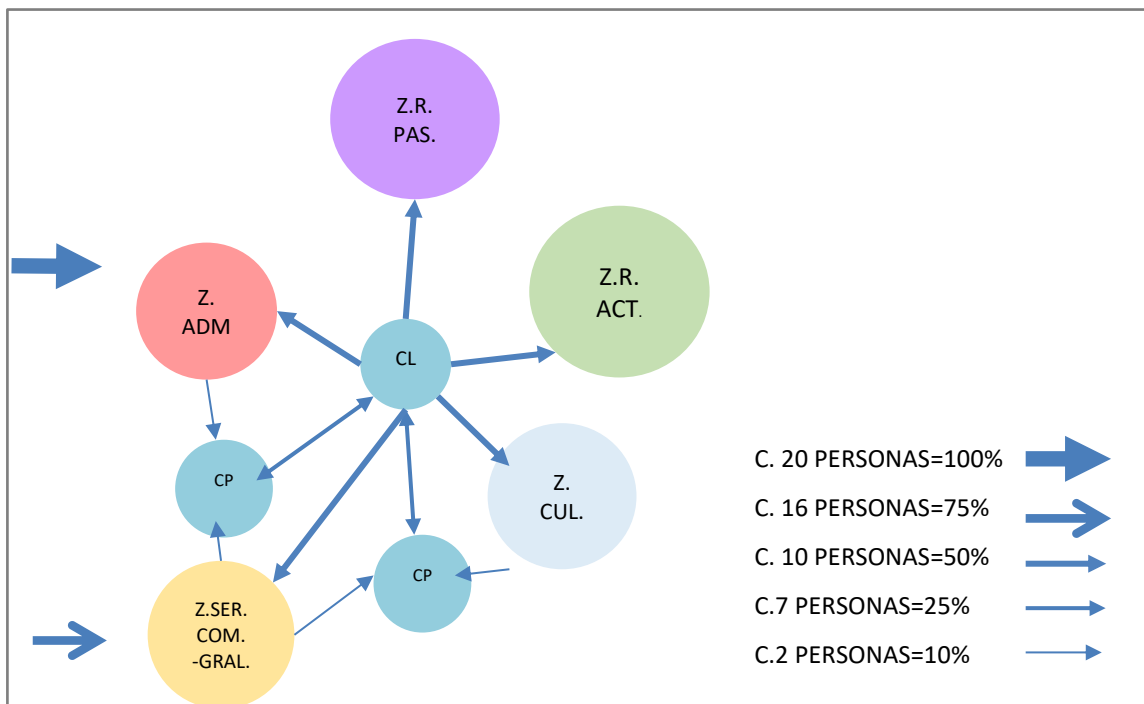 Z.R.
PAS.
Z.R.
ACT.
Z.
ADM
CL
CP
Z.
CUL.
CP
Z.SER.
COM.
-GRAL.
C. 20 PERSONAS=100%
C. 16 PERSONAS=75%
C. 10 PERSONAS=50%
C.7 PERSONAS=25%
C.2 PERSONAS=10%